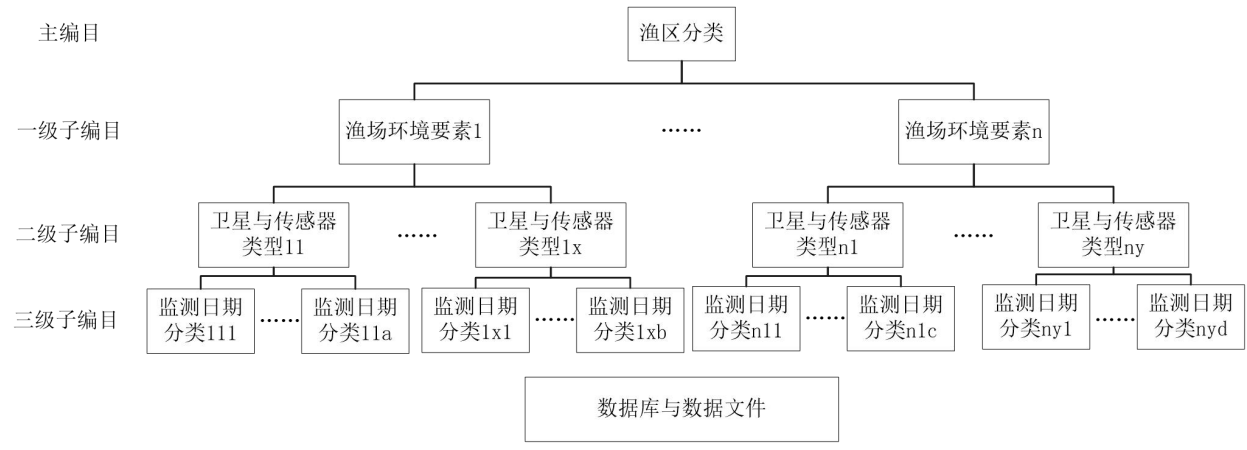 主编目
渔区分类
一级子编目
渔场环境要素1
……
渔场环境要素n
二级子编目
卫星与传感器
类型11
……
卫星与传感器
类型1x
卫星与传感器
类型n1
……
卫星与传感器
类型ny
三级子编目
监测日期
分类111
……
监测日期
分类11a
监测日期
分类1x1
……
监测日期
分类1xb
监测日期
分类n11
……
监测日期
分类n1c
监测日期
分类ny1
……
监测日期
分类nyd
数据库与数据文件